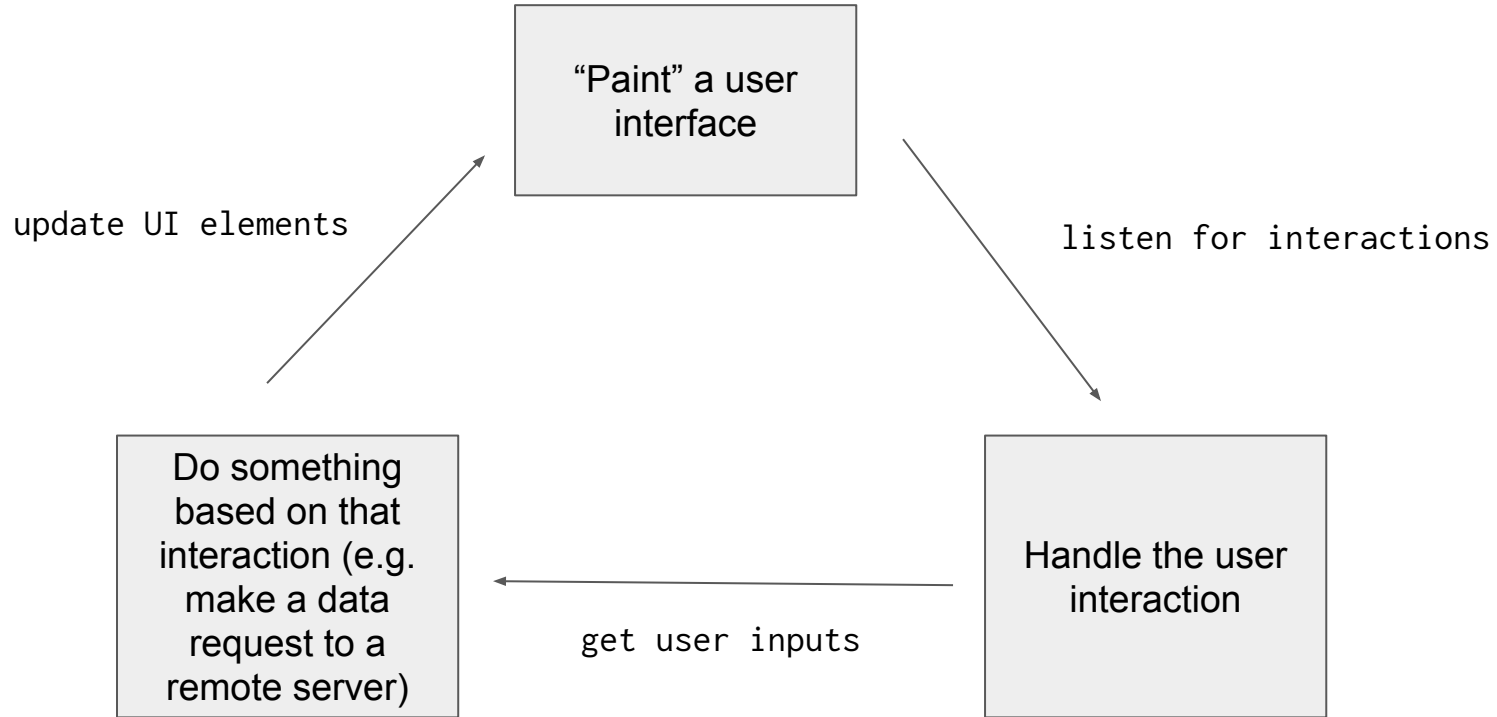 “Paint” a user
interface
update UI elements
listen for interactions
Do something
based on that
interaction (e.g.
make a data
request to a
remote server)
Handle the user
interaction
get user inputs